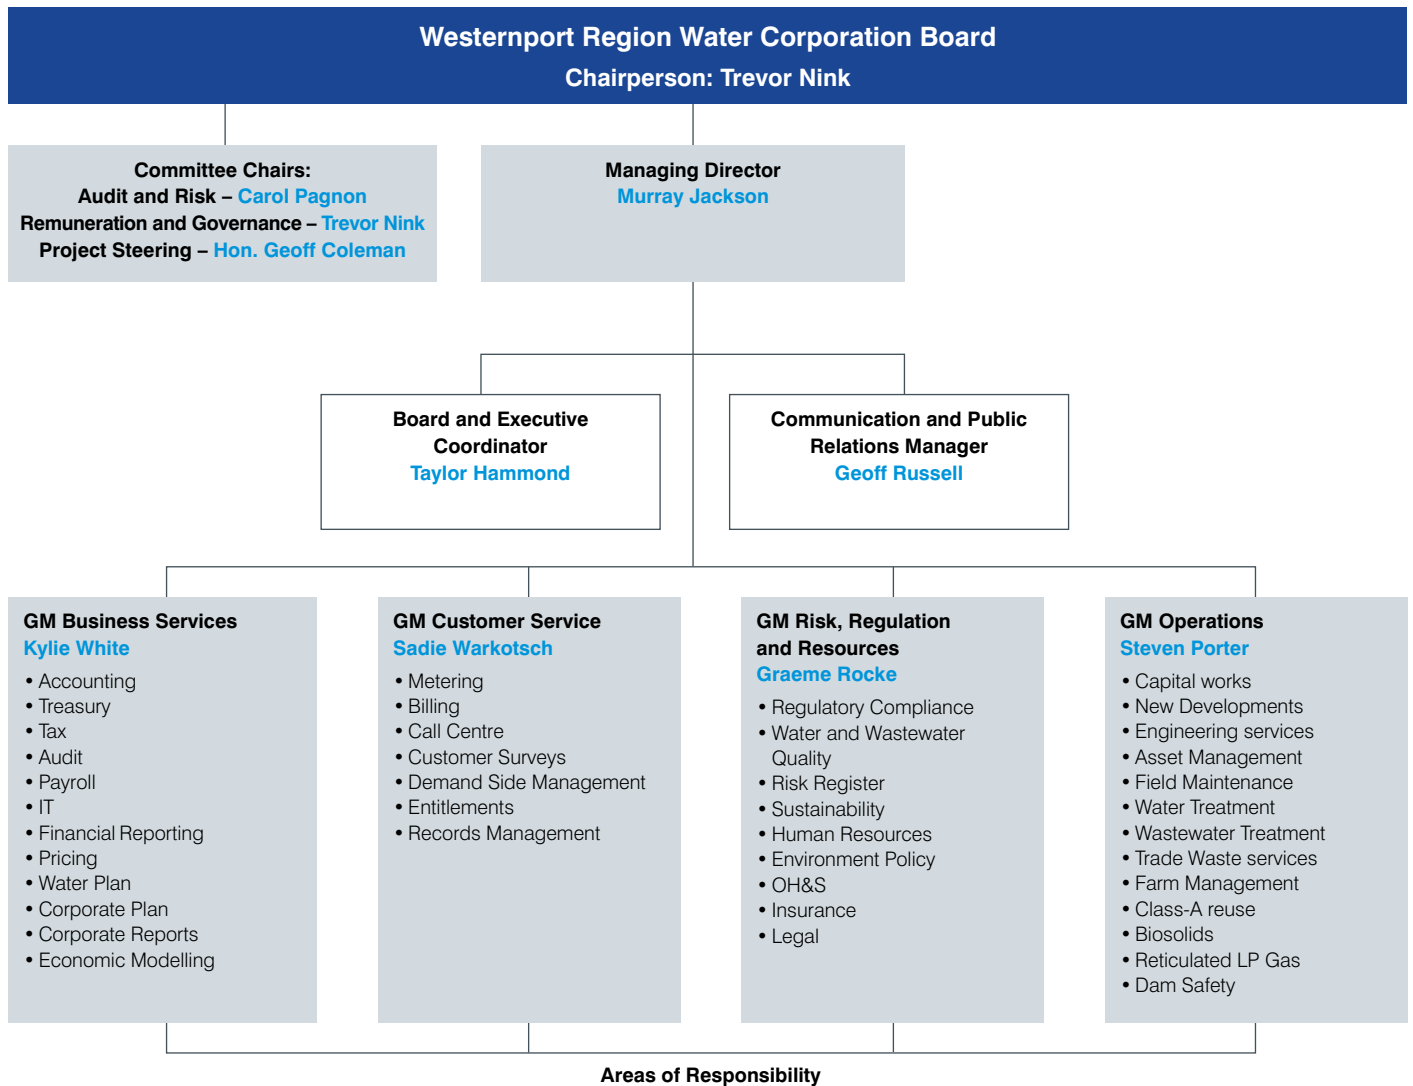 Westernport Region Water Corporation Board
Chairperson: Trevor Nink
Committee Chairs:
Audit and Risk – Carol Pagnon
Remuneration and Governance – Trevor Nink
Project Steering – Hon. Geoff Coleman
Managing Director
Murray Jackson
Board and Executive
Coordinator
Taylor Hammond
Communication and Public
Relations Manager
Geoff Russell
GM Business Services
Kylie White
• Accounting
• Treasury
• Tax
• Audit
• Payroll
• IT
• Financial Reporting
• Pricing
• Water Plan
• Corporate Plan
• Corporate Reports
• Economic Modelling
GM Customer Service
Sadie Warkotsch
• Metering
• Billing
• Call Centre
• Customer Surveys
• Demand Side Management
• Entitlements
• Records Management
GM Risk, Regulation
and Resources
Graeme Rocke
• Regulatory Compliance
• Water and Wastewater
Quality
• Risk Register
• Sustainability
• Human Resources
• Environment Policy
• OH&S
• Insurance
• Legal
GM Operations
Steven Porter
• Capital works
• New Developments
• Engineering services
• Asset Management
• Field Maintenance
• Water Treatment
• Wastewater Treatment
• Trade Waste services
• Farm Management
• Class-A reuse
• Biosolids
• Reticulated LP Gas
• Dam Safety
Areas of Responsibility